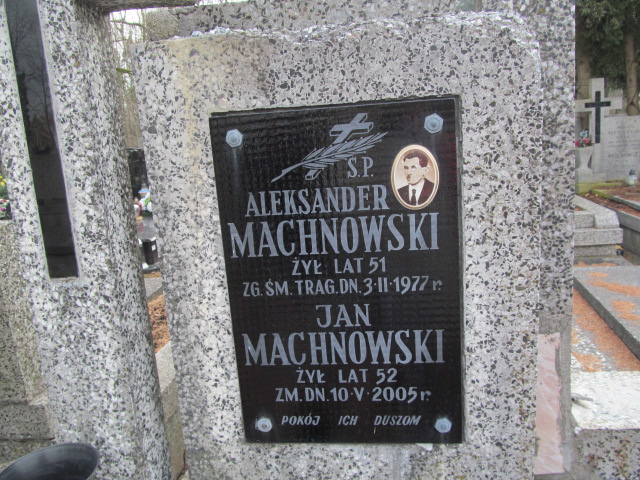 Ś.P.
ALEKSANDER
MACHNOWSKI
ŻYŁ LAT 51
ZG. ŚM. TRAG. DN. 3·II·1977 r.
JAN
MACHNOWSKI
ŻYŁ LAT 52
ZM. DN. 10·V·2005 r.
POKÓJ ICH DUSZOM